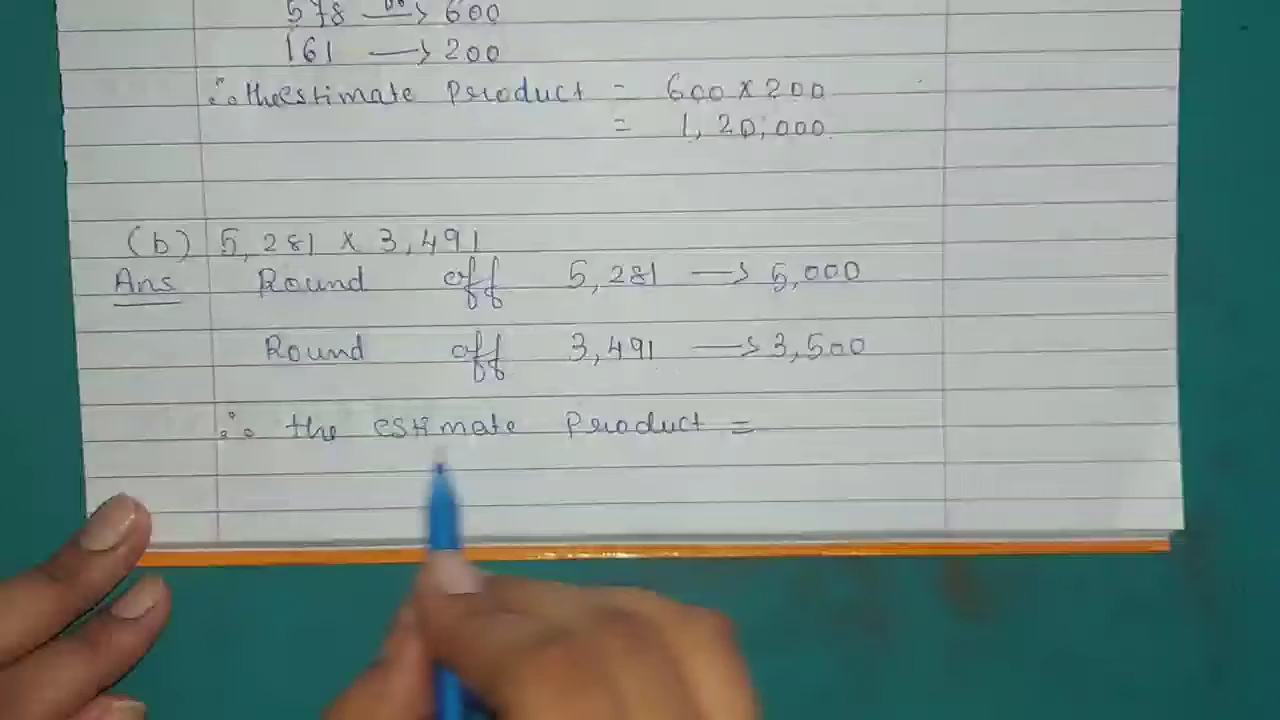 578 → 600
161 → 200
∴ the estimate Product = 600 x 200
= 1,20,000
(b) 5,281 x 3,491
Ans Round off 5,281 → 5,000
Round off 3,491 → 3,500
∴ the estimate Product =